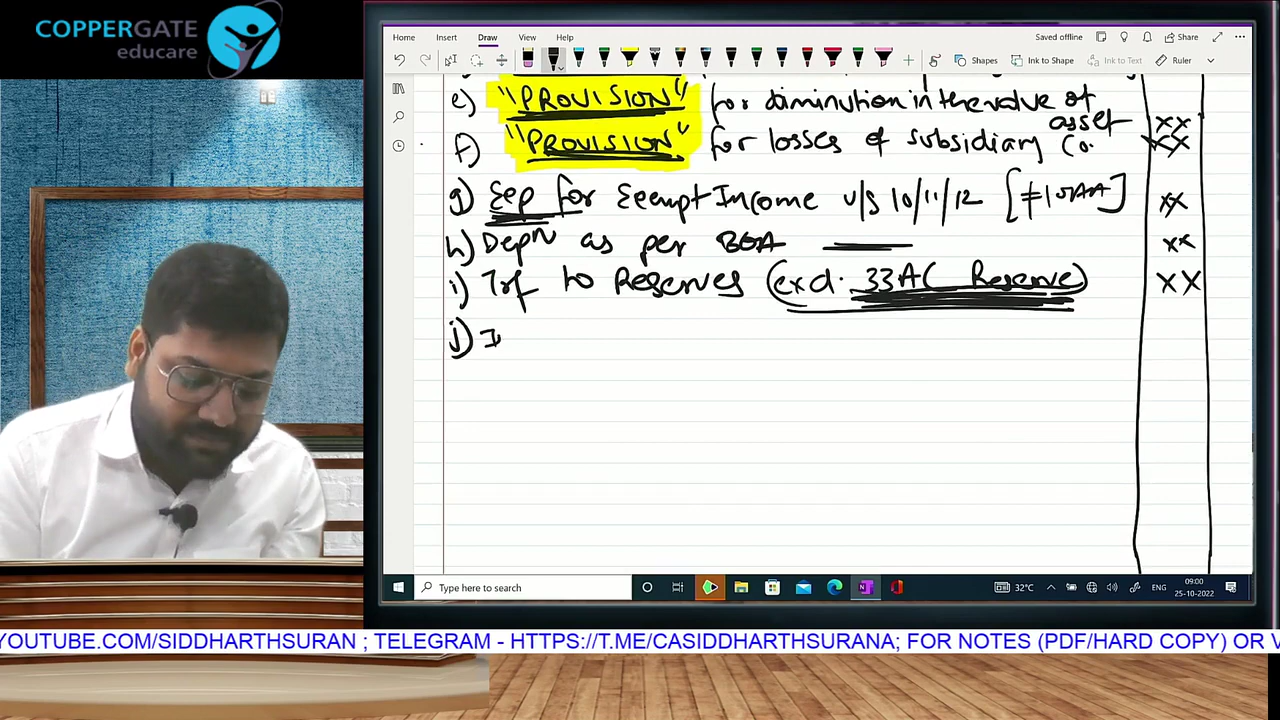 COPPERGATE
educare
Home Insert Draw View Help
Saved offline
Share
Shapes
Ink to Shape
Ink to Text
Ruler
e) "PROVISION" for diminution in the value of
asset xx
f) "PROVISION" for losses of subsidiary Co. xx
g) Exp for Exempt Income u/s 10/11/12 [≠10AA] xx
h) Depn as per BOA xx
i) Trf to Reserves (excl. 33AC Reserve) xx
j) I
Type here to search
32°C
ENG
09:00
25-10-2022
YOUTUBE.COM/SIDDHARTHSURAN ; TELEGRAM - HTTPS://T.ME/CASIDDHARTHSURANA; FOR NOTES (PDF/HARD COPY) OR V